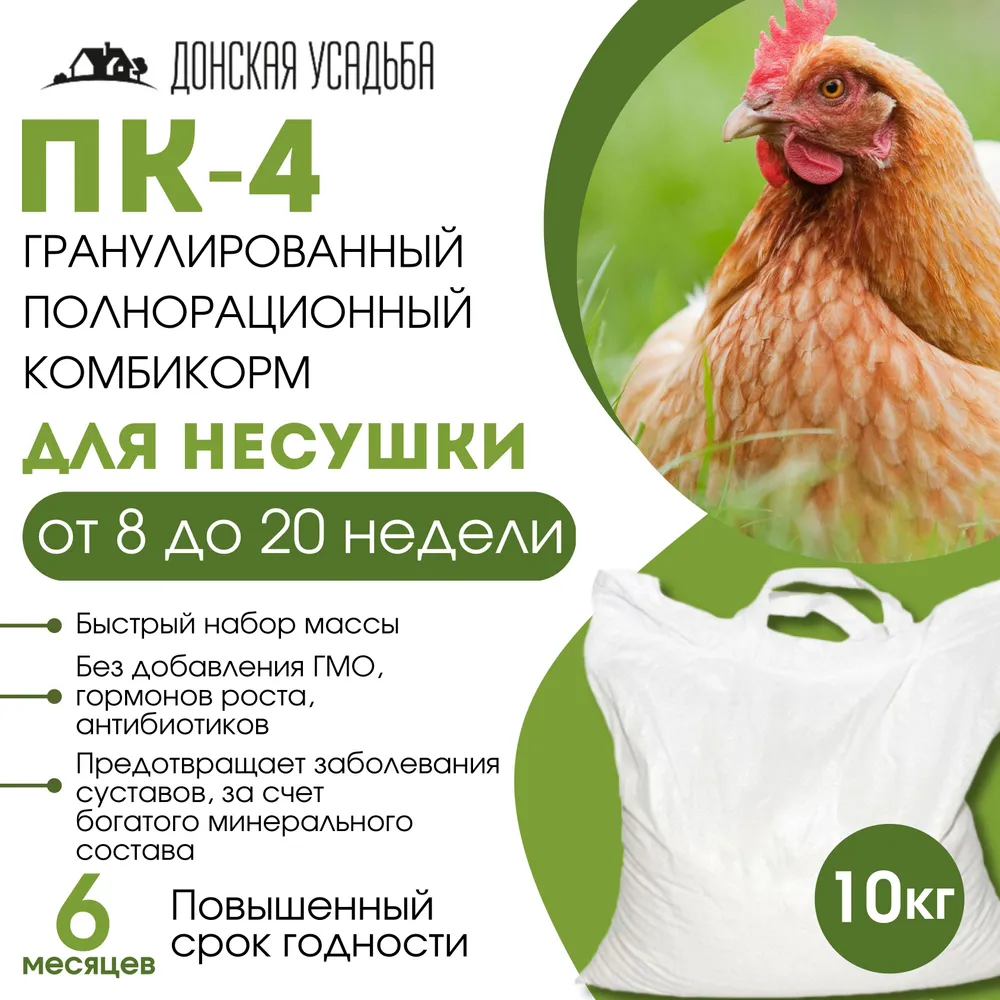 ДОНСКАЯ УСАДЬБА
ПК-4
ГРАНУЛИРОВАННЫЙ
ПОЛНОРАЦИОННЫЙ
КОМБИКОРМ
ДЛЯ НЕСУШКИ
от 8 до 20 недели
Быстрый набор массы
Без добавления ГМО,
гормонов роста,
антибиотиков
Предотвращает заболевания
суставов, за счет
богатого минерального
состава
6
месяцев
Повышенный
срок годности
10кг